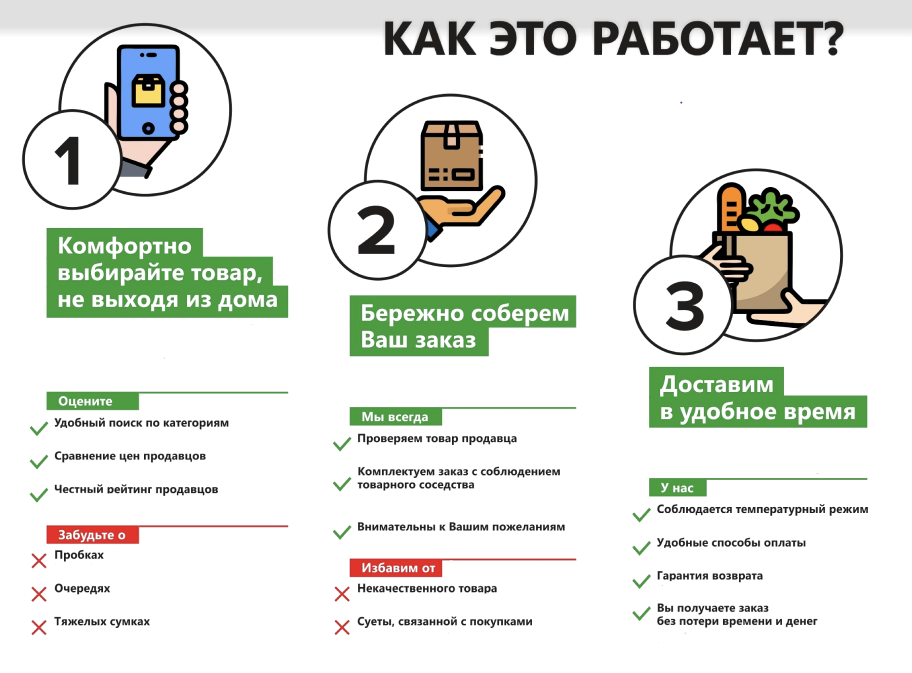 КАК ЭТО РАБОТАЕТ?
1
Комфортно
выбирайте товар,
не выходя из дома
Оцените
Удобный поиск по категориям
Сравнение цен продавцов
Честный рейтинг продавцов
Забудьте о
Пробках
Очередях
Тяжелых сумках
2
Бережно соберем
Ваш заказ
Мы всегда
Проверяем товар продавца
Комплектуем заказ с соблюдением
товарного соседства
Внимательны к Вашим пожеланиям
Избавим от
Некачественного товара
Суеты, связанной с покупками
3
Доставим
в удобное время
У нас
Соблюдается температурный режим
Удобные способы оплаты
Гарантия возврата
Вы получаете заказ
без потери времени и денег